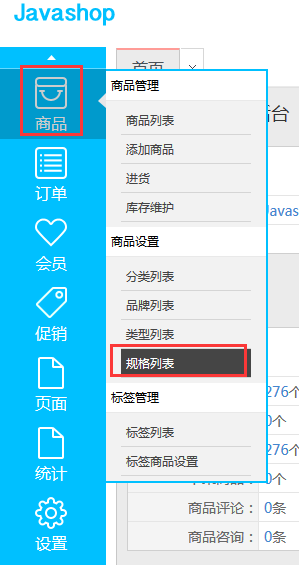 Javashop
首页
商品
订单
会员
促销
页面
统计
设置
商品管理
商品列表
添加商品
进货
库存维护
商品设置
分类列表
品牌列表
类型列表
规格列表
标签管理
标签列表
标签商品设置
台
Javas
276个
0个
276个
0个
商品评论： 0条
商品咨询： 0条